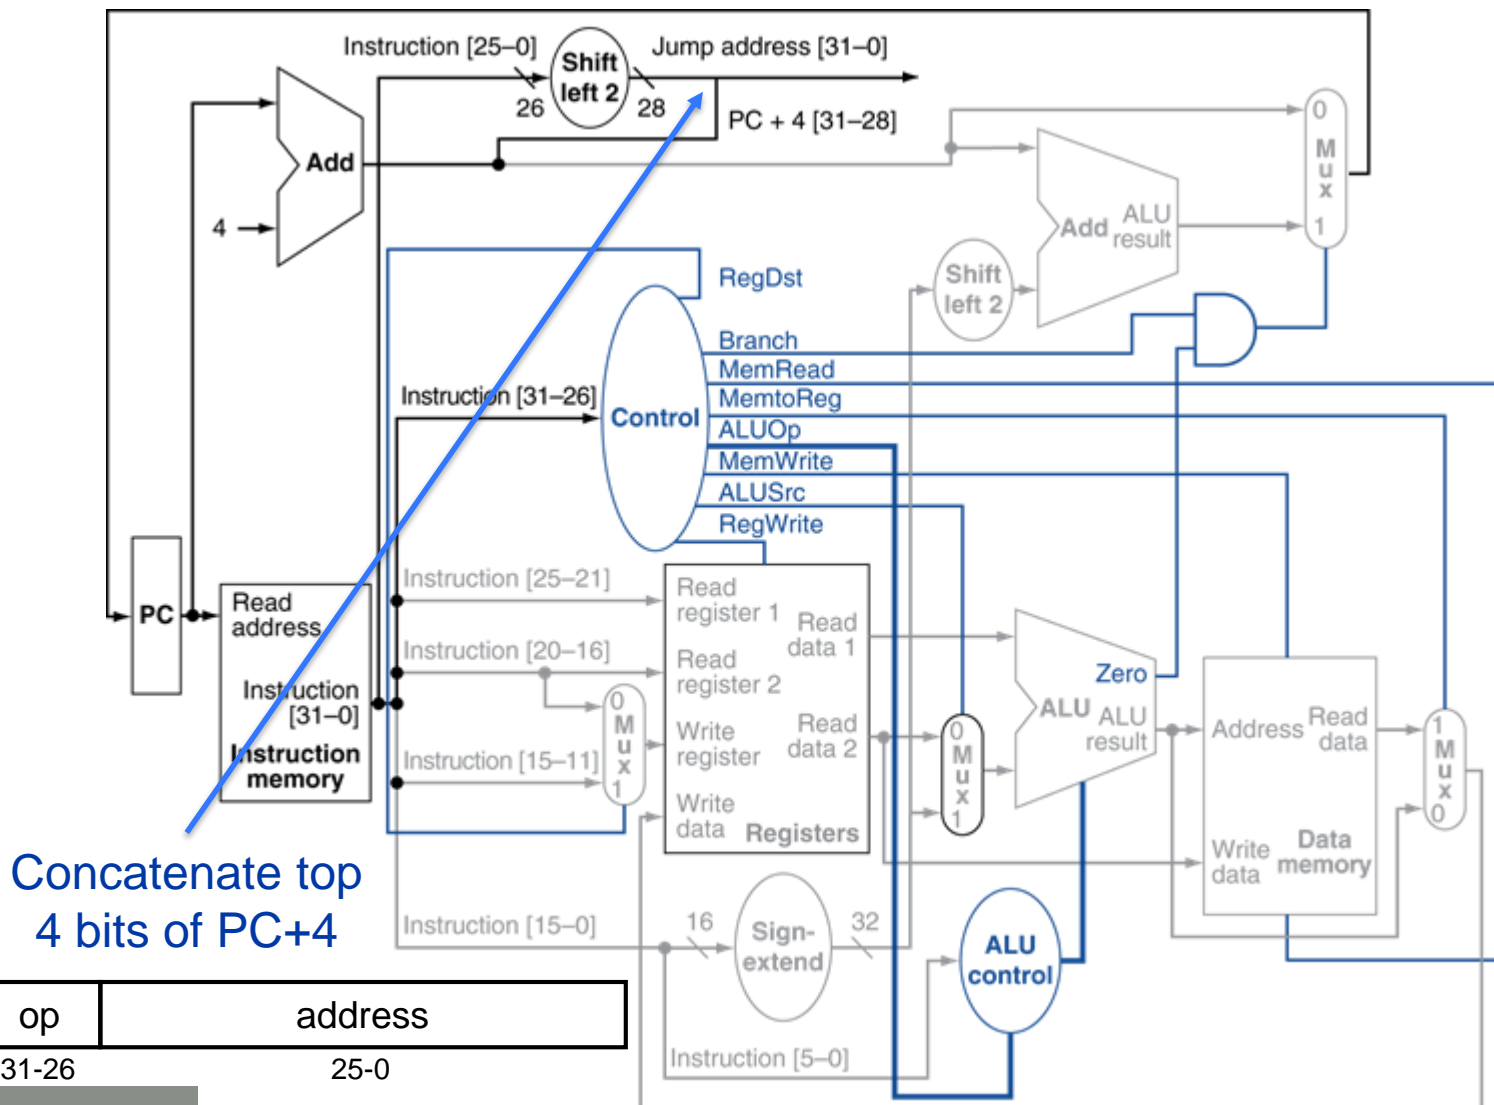 Instruction [25–0]
Shift
left 2
Jump address [31–0]
26
28
PC + 4 [31–28]
Add
4
0
M
u
x
1
Add
ALU
result
Shift
left 2
RegDst
Branch
MemRead
MemtoReg
ALUOp
MemWrite
ALUSrc
RegWrite
Instruction [31–26]
Control
PC
Read
address
Instruction
[31–0]
Instruction
memory
Instruction [25–21]
Instruction [20–16]
Instruction [15–11]
0
M
u
x
1
Read
register 1
Read
register 2
Write
register
Write
data
Read
data 1
Read
data 2
Registers
0
M
u
x
1
Zero
ALU
ALU
result
Address
Read
data
Write
data
Data
memory
1
M
u
x
0
Concatenate top
4 bits of PC+4
Instruction [15–0]
16
Sign-
extend
32
ALU
control
Instruction [5–0]
op
address
31-26
25-0